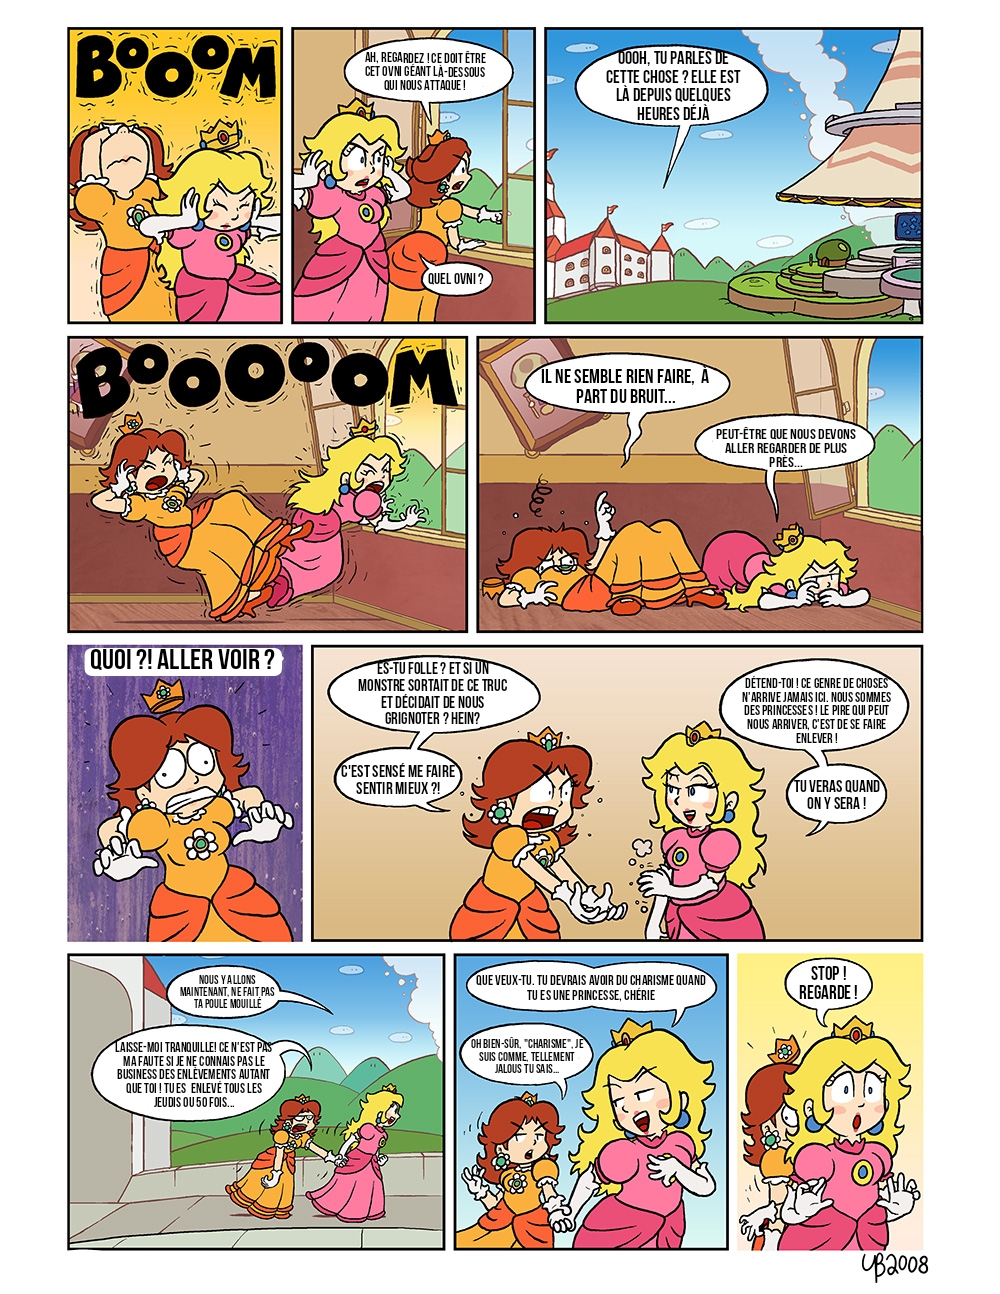 BOOOM
AH, REGARDEZ ! CE DOIT ÊTRE
CET OVNI GÉANT LÀ-DESSOUS
QUI NOUS ATTAQUE !
QUEL OVNI ?
OOOH, TU PARLES DE
CETTE CHOSE ? ELLE EST
LÀ DEPUIS QUELQUES
HEURES DÉJÀ
BOOOOOOM
IL NE SEMBLE RIEN FAIRE, À
PART DU BRUIT...
PEUT-ÊTRE QUE NOUS DEVONS
ALLER REGARDER DE PLUS
PRÈS...
QUOI ?! ALLER VOIR ?
ES-TU FOLLE ? ET SI UN
MONSTRE SORTAIT DE CE TRUC
ET DÉCIDAIT DE NOUS
GRIGNOTER ? HEIN?
DÉTEND-TOI ! CE GENRE DE CHOSES
N'ARRIVE JAMAIS ICI. NOUS SOMMES
DES PRINCESSES ! LE PIRE QUI PEUT
NOUS ARRIVER, C'EST DE SE FAIRE
ENLEVER !
C'EST SENSÉ ME FAIRE
SENTIR MIEUX ?!
TU VERAS QUAND
ON Y SERA !
NOUS Y ALLONS
MAINTENANT, NE FAIT PAS
TA POULE MOUILLÉ
LAISSE-MOI TRANQUILLE! CE N'EST PAS
MA FAUTE SI JE NE CONNAIS PAS LE
BUSINESS DES ENLÈVEMENTS AUTANT
QUE TOI ! TU ES ENLEVÉ TOUS LES
JEUDIS OU 50 FOIS...
QUE VEUX-TU. TU DEVRAIS AVOIR DU CHARISME QUAND
TU ES UNE PRINCESSE, CHÉRIE
OH BIEN-SÛR, "CHARISME", JE
SUIS COMME, TELLEMENT
JALOUS TU SAIS...
STOP !
REGARDE !
YB2008